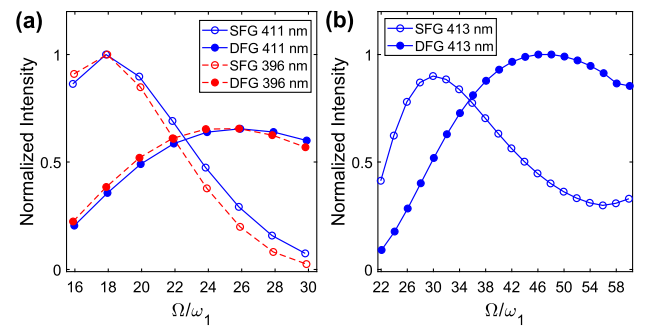 (a)
SFG 411 nm
DFG 411 nm
SFG 396 nm
DFG 396 nm
1
0.5
0
Normalized Intensity
16 18 20 22 24 26 28 30
Ω/ω₁
(b)
SFG 413 nm
DFG 413 nm
1
0.5
0
Normalized Intensity
22 26 30 34 38 42 46 50 54 58
Ω/ω₁